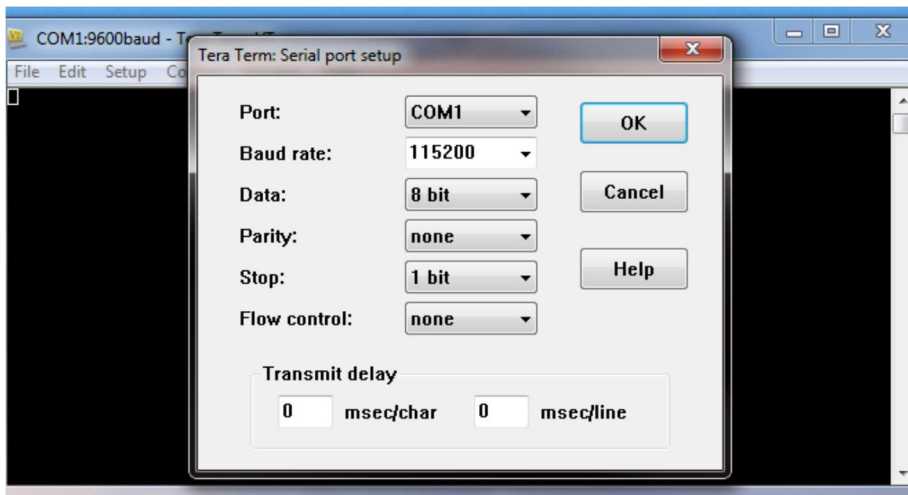 COM1:9600baud - Te
File Edit Setup Co
Tera Term: Serial port setup
Port: COM1
OK
Baud rate: 115200
Data: 8 bit
Cancel
Parity: none
Stop: 1 bit
Help
Flow control: none
Transmit delay
0 msec/char 0 msec/line